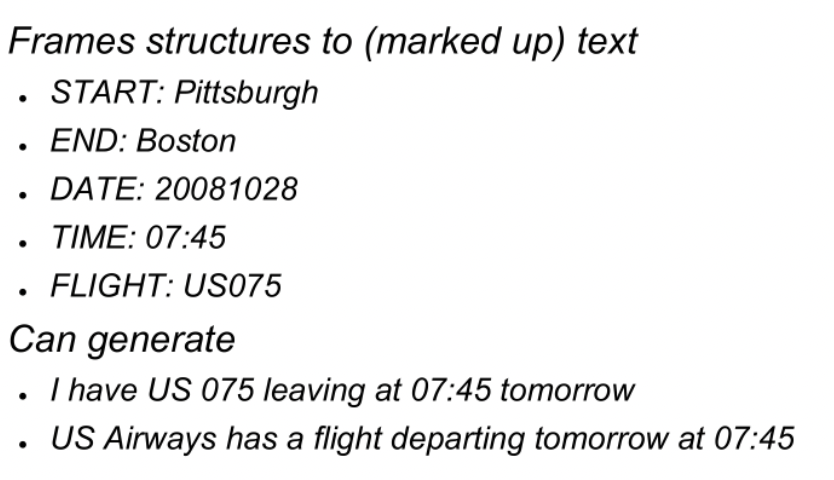 Frames structures to (marked up) text
• START: Pittsburgh
• END: Boston
• DATE: 20081028
• TIME: 07:45
• FLIGHT: US075
Can generate
• I have US 075 leaving at 07:45 tomorrow
• US Airways has a flight departing tomorrow at 07:45